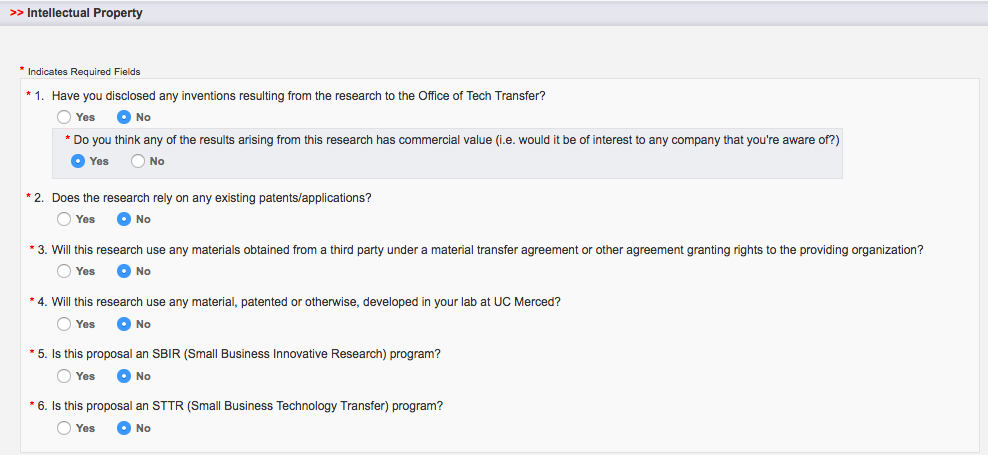 >> Intellectual Property
* Indicates Required Fields
* 1. Have you disclosed any inventions resulting from the research to the Office of Tech Transfer?
Yes No
* Do you think any of the results arising from this research has commercial value (i.e. would it be of interest to any company that you're aware of?)
Yes No
* 2. Does the research rely on any existing patents/applications?
Yes No
* 3. Will this research use any materials obtained from a third party under a material transfer agreement or other agreement granting rights to the providing organization?
Yes No
* 4. Will this research use any material, patented or otherwise, developed in your lab at UC Merced?
Yes No
* 5. Is this proposal an SBIR (Small Business Innovative Research) program?
Yes No
* 6. Is this proposal an STTR (Small Business Technology Transfer) program?
Yes No